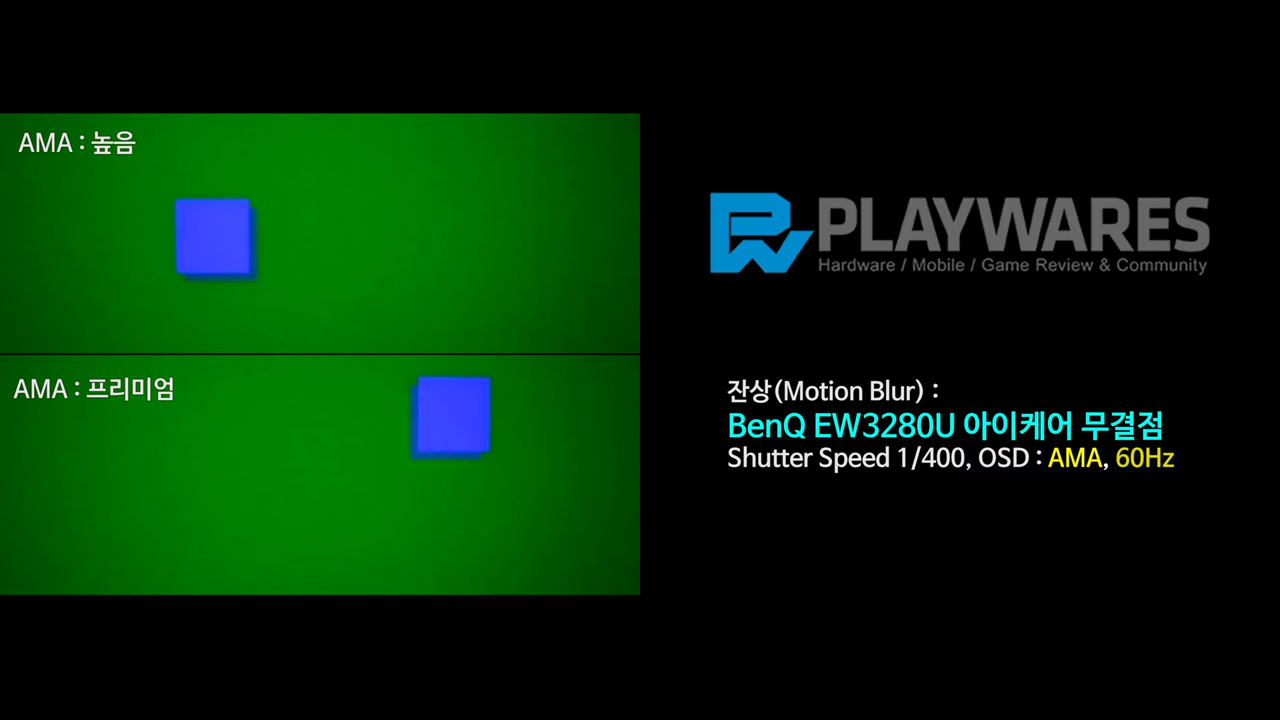 AMA : 높음
AMA : 프리미엄
PLAYWARES
Hardware / Mobile / Game Review & Community
잔상(Motion Blur) :
BenQ EW3280U 아이케어 무결점
Shutter Speed 1/400, OSD : AMA, 60Hz